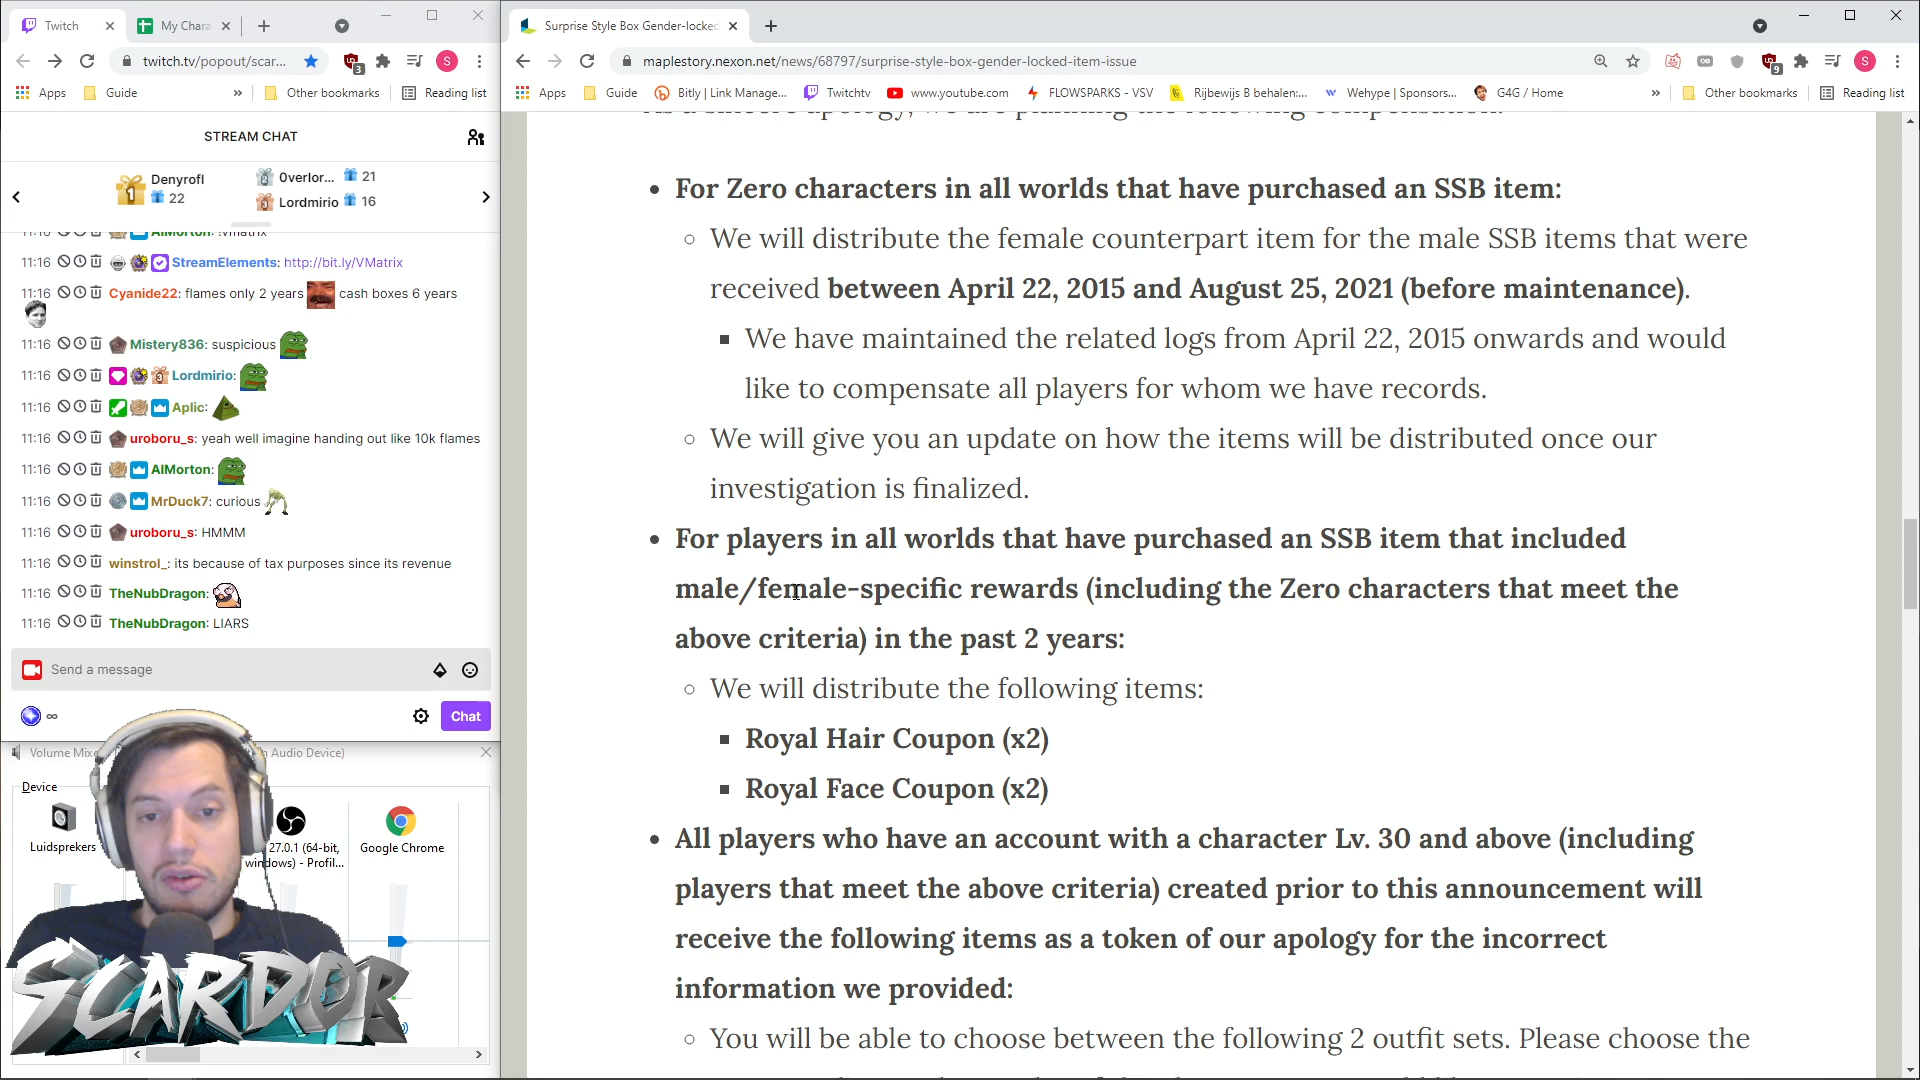 Twitch
My Chara
Surprise Style Box Gender-locked
twitch.tv/popout/scar...
3
S
maplestory.nexon.net/news/68797/surprise-style-box-gender-locked-item-issue
9
S
Apps
Guide
»
Other bookmarks
Reading list
Apps
Guide
Bitly | Link Manage...
Twitchtv
www.youtube.com
FLOWSPARKS - VSV
Rijbewijs B behalen:...
Wehype | Sponsors...
G4G / Home
»
Other bookmarks
Reading list
STREAM CHAT
1
Denyrofl
22
2
0verlor...
21
3
Lordmirio
16
11:16 AlMorton: !vmatrix
11:16 StreamElements: http://bit.ly/VMatrix
11:16 Cyanide22: flames only 2 years cash boxes 6 years
11:16 Mistery836: suspicious
11:16 Lordmirio:
11:16 Aplic:
11:16 uroboru_s: yeah well imagine handing out like 10k flames
11:16 AlMorton:
11:16 MrDuck7: curious
11:16 uroboru_s: HMMM
11:16 winstrol_: its because of tax purposes since its revenue
11:16 TheNubDragon:
11:16 TheNubDragon: LIARS
Send a message
∞
Chat
Volume Mixe
Audio Device)
Device
Luidsprekers
27.0.1 (64-bit,
windows) - Profil...
Google Chrome
SCARDOR
As a sincere apology, we are planning the following compensation:
• For Zero characters in all worlds that have purchased an SSB item:
○ We will distribute the female counterpart item for the male SSB items that were
received between April 22, 2015 and August 25, 2021 (before maintenance).
▪ We have maintained the related logs from April 22, 2015 onwards and would
like to compensate all players for whom we have records.
○ We will give you an update on how the items will be distributed once our
investigation is finalized.
• For players in all worlds that have purchased an SSB item that included
male/female-specific rewards (including the Zero characters that meet the
above criteria) in the past 2 years:
○ We will distribute the following items:
▪ Royal Hair Coupon (x2)
▪ Royal Face Coupon (x2)
• All players who have an account with a character Lv. 30 and above (including
players that meet the above criteria) created prior to this announcement will
receive the following items as a token of our apology for the incorrect
information we provided:
○ You will be able to choose between the following 2 outfit sets. Please choose the